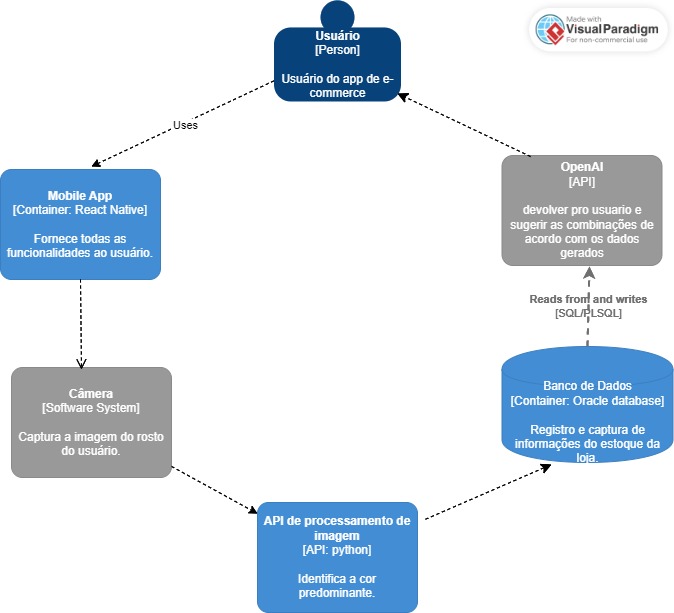 Made with
VisualParadigm
For non-commercial use
Usuário
[Person]
Usuário do app de e-
commerce
Uses
Mobile App
[Container: React Native]
Fornece todas as
funcionalidades ao usuário.
OpenAI
[API]
devolver pro usuario e
sugerir as combinações de
acordo com os dados
gerados
Reads from and writes
[SQL/PLSQL]
Câmera
[Software System]
Captura a imagem do rosto
do usuário.
Banco de Dados
[Container: Oracle database]
Registro e captura de
informações do estoque da
loja.
API de processamento de
imagem
[API: python]
Identifica a cor
predominante.